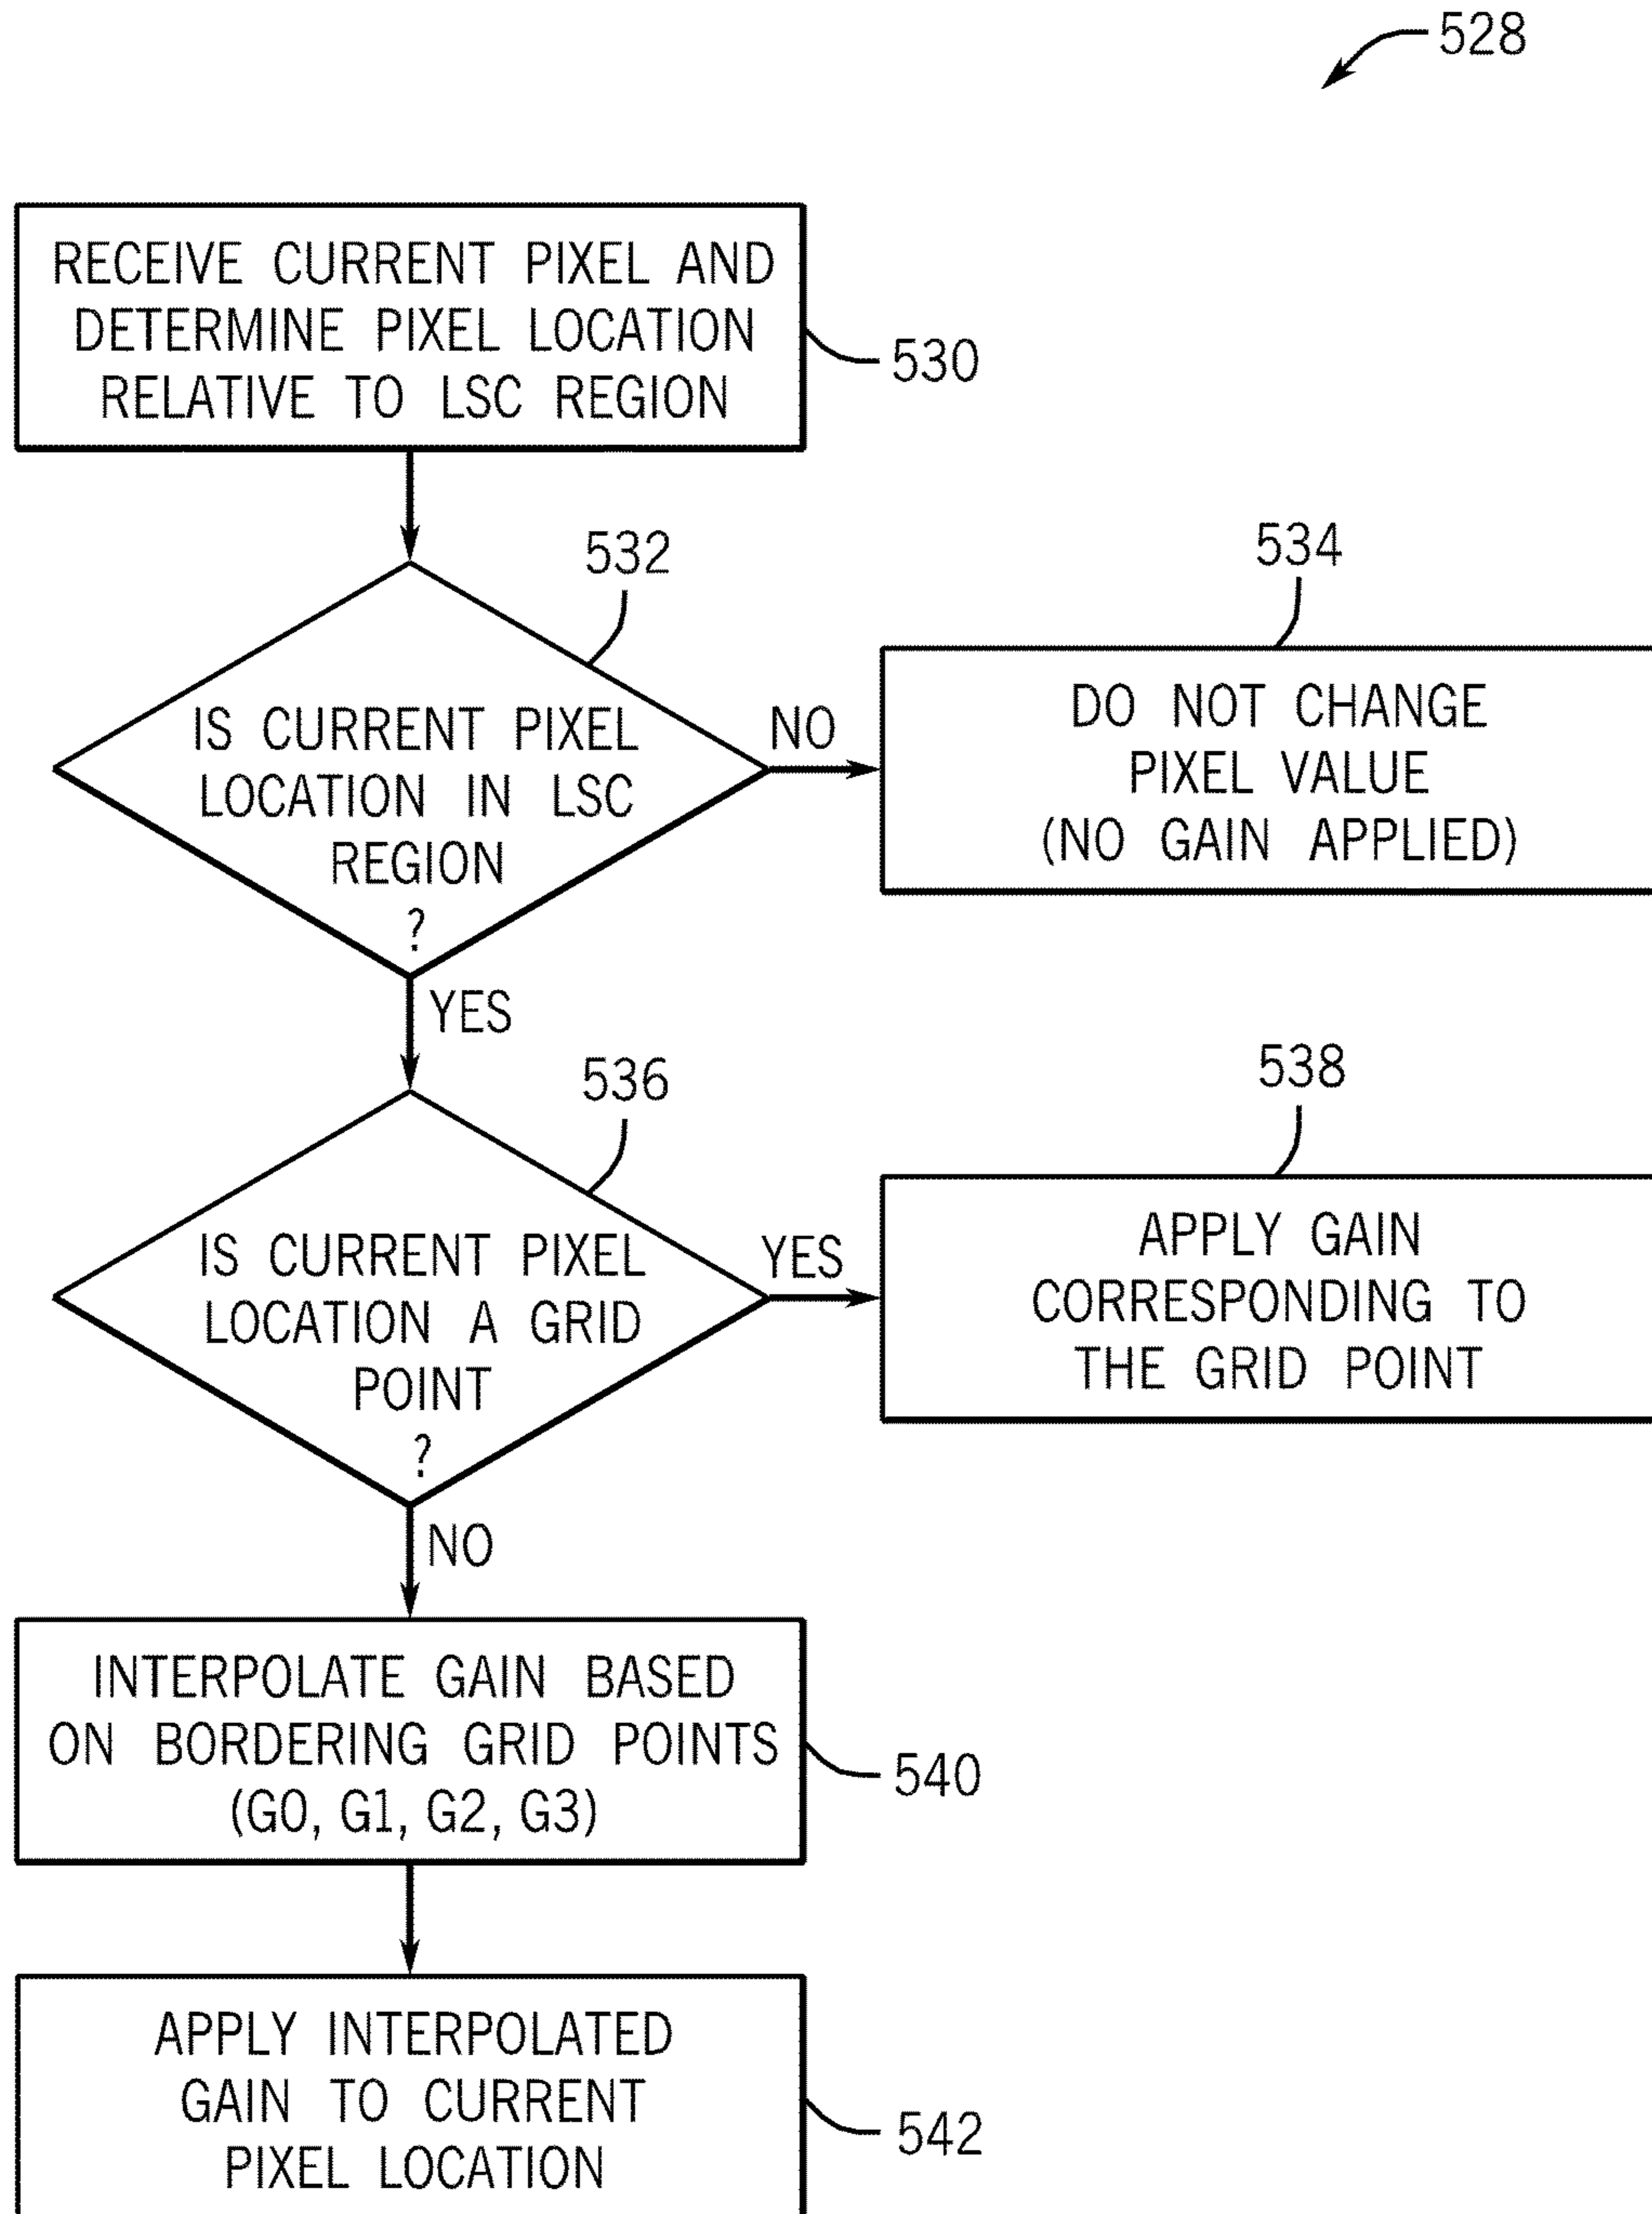 528
RECEIVE CURRENT PIXEL AND
DETERMINE PIXEL LOCATION
RELATIVE TO LSC REGION
530
532
IS CURRENT PIXEL
LOCATION IN LSC
REGION
?
NO
534
DO NOT CHANGE
PIXEL VALUE
(NO GAIN APPLIED)
YES
536
IS CURRENT PIXEL
LOCATION A GRID
POINT
?
YES
538
APPLY GAIN
CORRESPONDING TO
THE GRID POINT
NO
INTERPOLATE GAIN BASED
ON BORDERING GRID POINTS
(G0, G1, G2, G3)
540
APPLY INTERPOLATED
GAIN TO CURRENT
PIXEL LOCATION
542